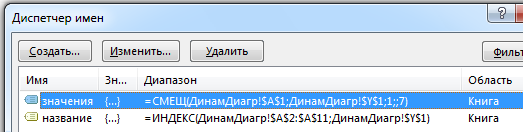 Диспетчер имен
?
Создать... Изменить... Удалить
Имя Зн... Диапазон Область
значения {...} =СМЕЩ(ДинамДиагр!$A$1;ДинамДиагр!$Y$1;1;;7) Книга
название {...} =ИНДЕКС(ДинамДиагр!$A$2:$A$11;ДинамДиагр!$Y$1) Книга